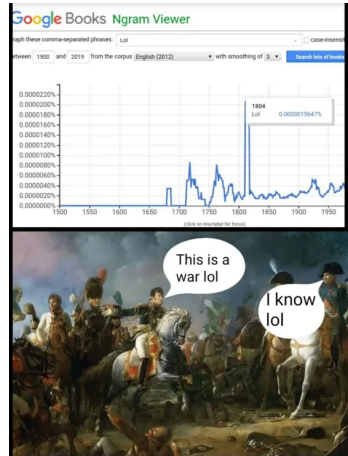 Google Books Ngram Viewer
raph these comma-separated phrases: Lol case-insensit
etween 1500 and 2019 from the corpus English (2012) with smoothing of 3 Search lots of books
0.0000220%
0.0000200%
0.0000180%
0.0000160%
0.0000140%
0.0000120%
0.0000100%
0.0000080%
0.0000060%
0.0000040%
0.0000020%
0.0000000%
1804
Lol 0.0000015647%
1500 1550 1600 1650 1700 1750 1800 1850 1900 1950
(click on line/label for focus)
This is a
war lol
I know
lol